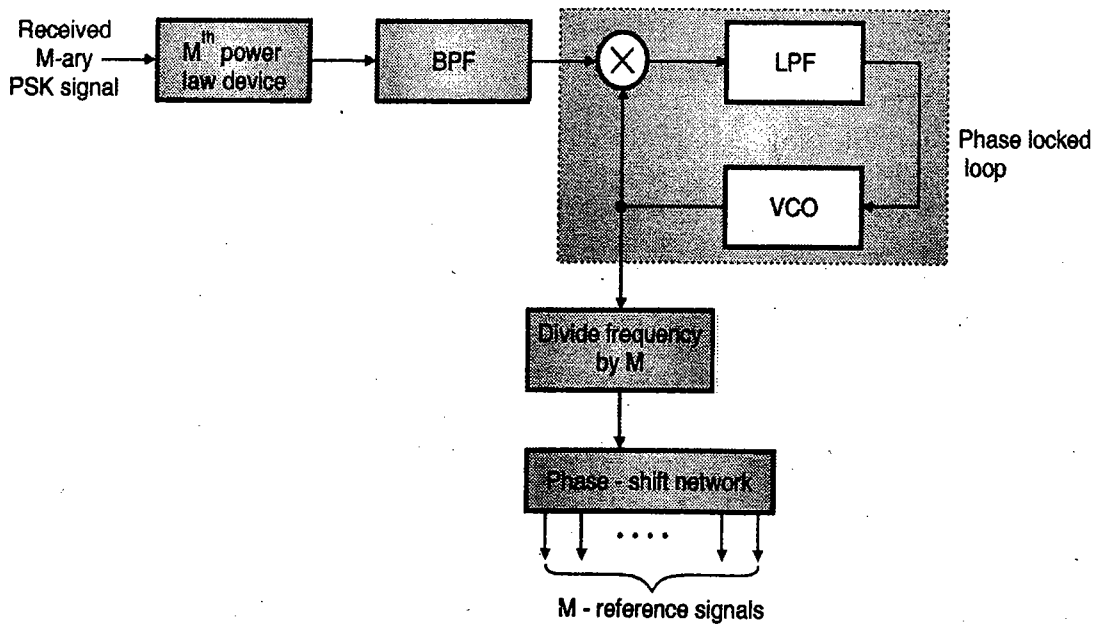 Received
M-ary
PSK signal
Mth power
law device
BPF
LPF
Phase locked
loop
VCO
Divide frequency
by M
Phase - shift network
....
M - reference signals